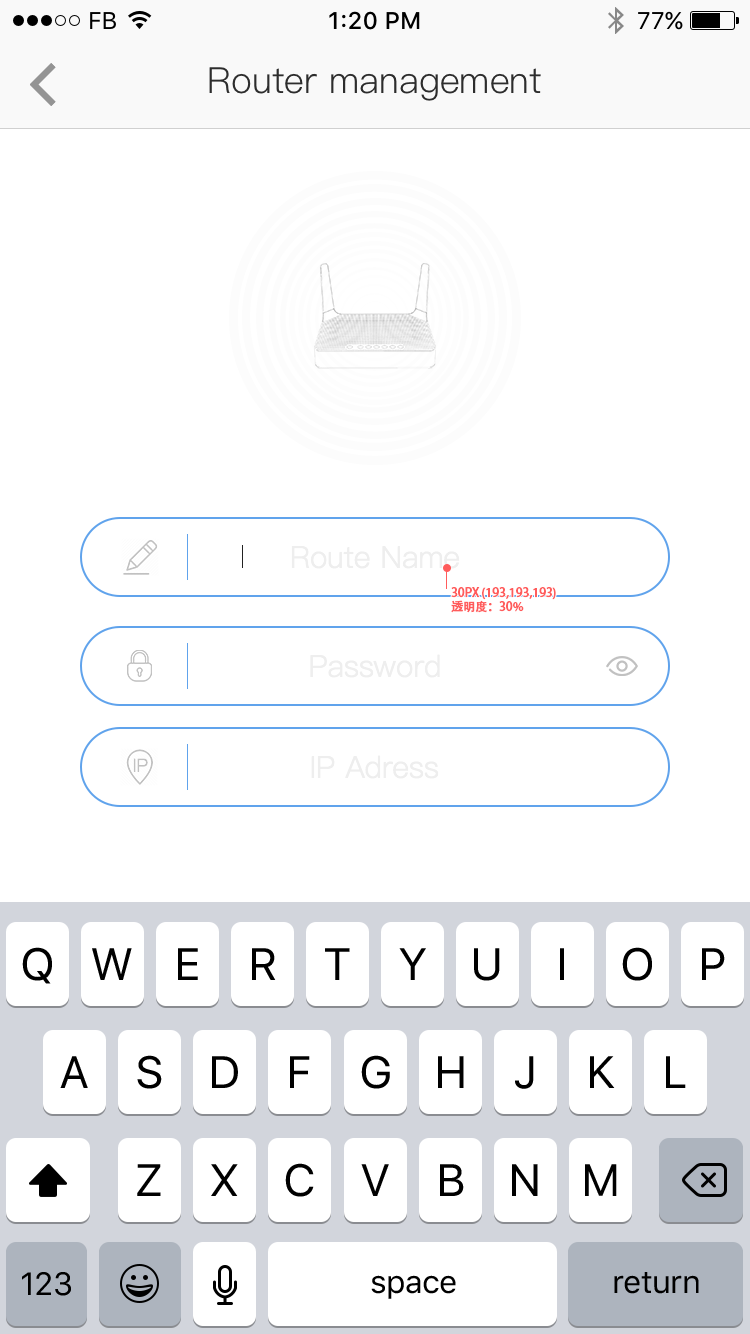 FB
1:20 PM
77%
Router management
Route Name
30PX.(193,193,193)
透明度：30%
Password
IP
IP Adress
Q W E R T Y U I O P
A S D F G H J K L
Z X C V B N M
123
space
return